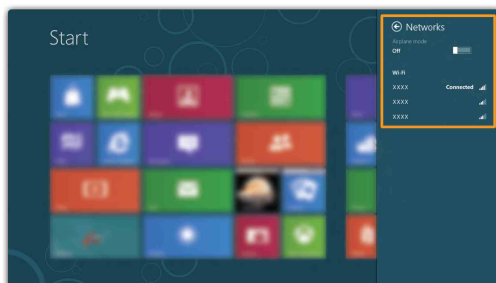 Start
Networks
Airplane mode
Off
Wi-Fi
XXXX Connected
XXXX
XXXX